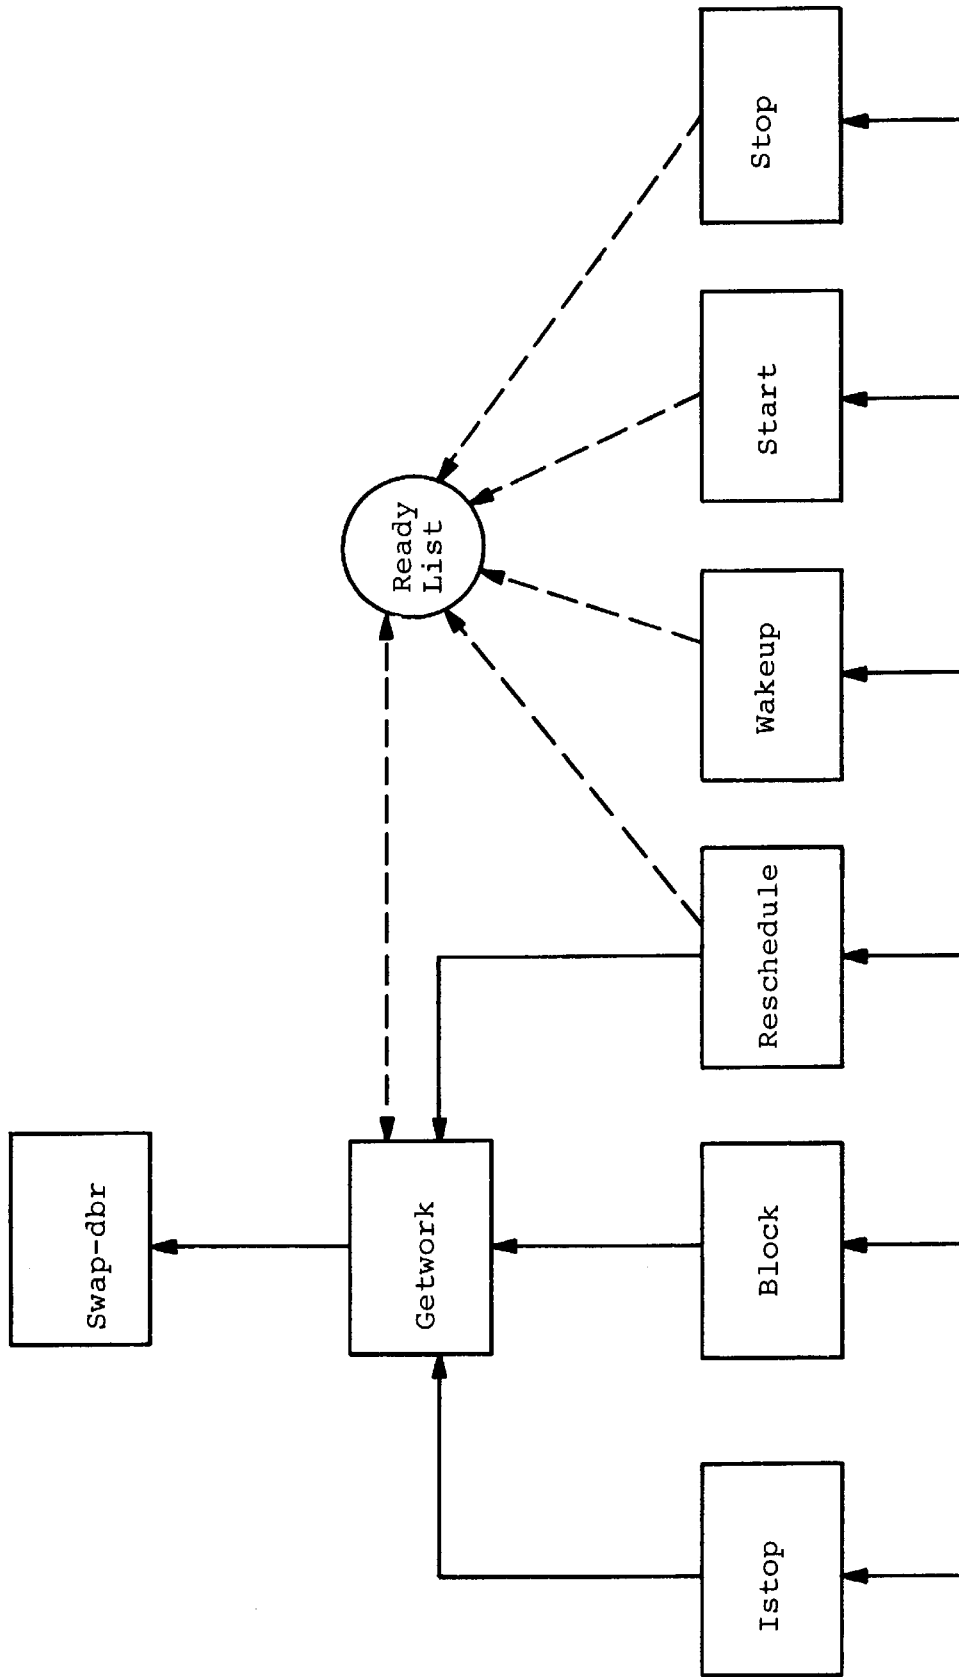 Swap-dbr
Getwork
Ready
List
Istop
Block
Reschedule
Wakeup
Start
Stop